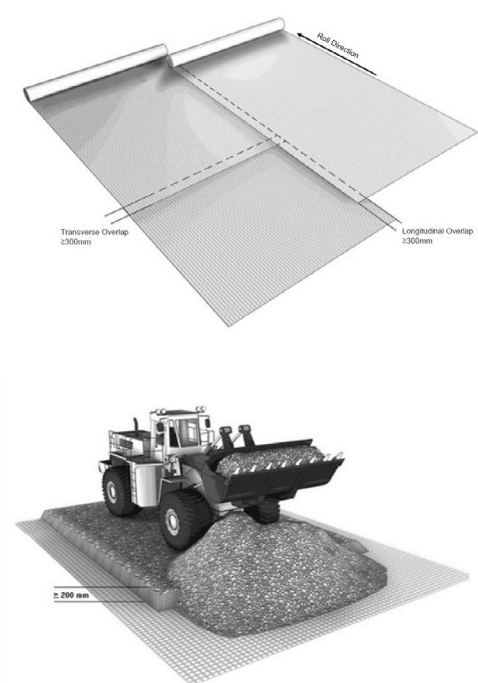 Roll Direction
Transverse Overlap
≥300mm
Longitudinal Overlap
≥300mm
≥ 200 mm